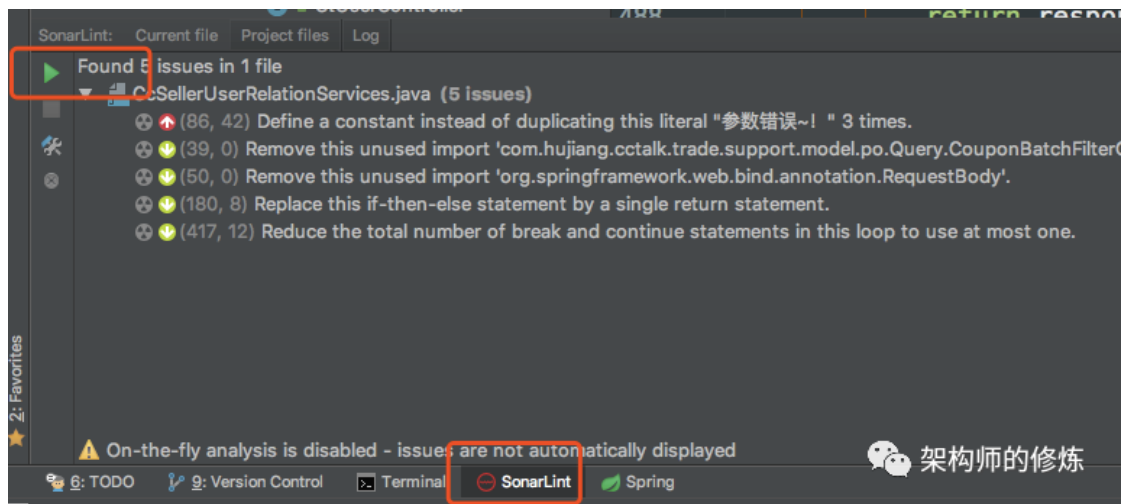 488
SonarLint: Current file Project files Log
Found 5 issues in 1 file
CcSellerUserRelationServices.java (5 issues)
(86, 42) Define a constant instead of duplicating this literal "参数错误~！" 3 times.
(39, 0) Remove this unused import 'com.hujiang.cctalk.trade.support.model.po.Query.CouponBatchFilter
(50, 0) Remove this unused import 'org.springframework.web.bind.annotation.RequestBody'.
(180, 8) Replace this if-then-else statement by a single return statement.
(417, 12) Reduce the total number of break and continue statements in this loop to use at most one.
2: Favorites
On-the-fly analysis is disabled - issues are not automatically displayed
架构师的修炼
6: TODO 9: Version Control Terminal SonarLint Spring